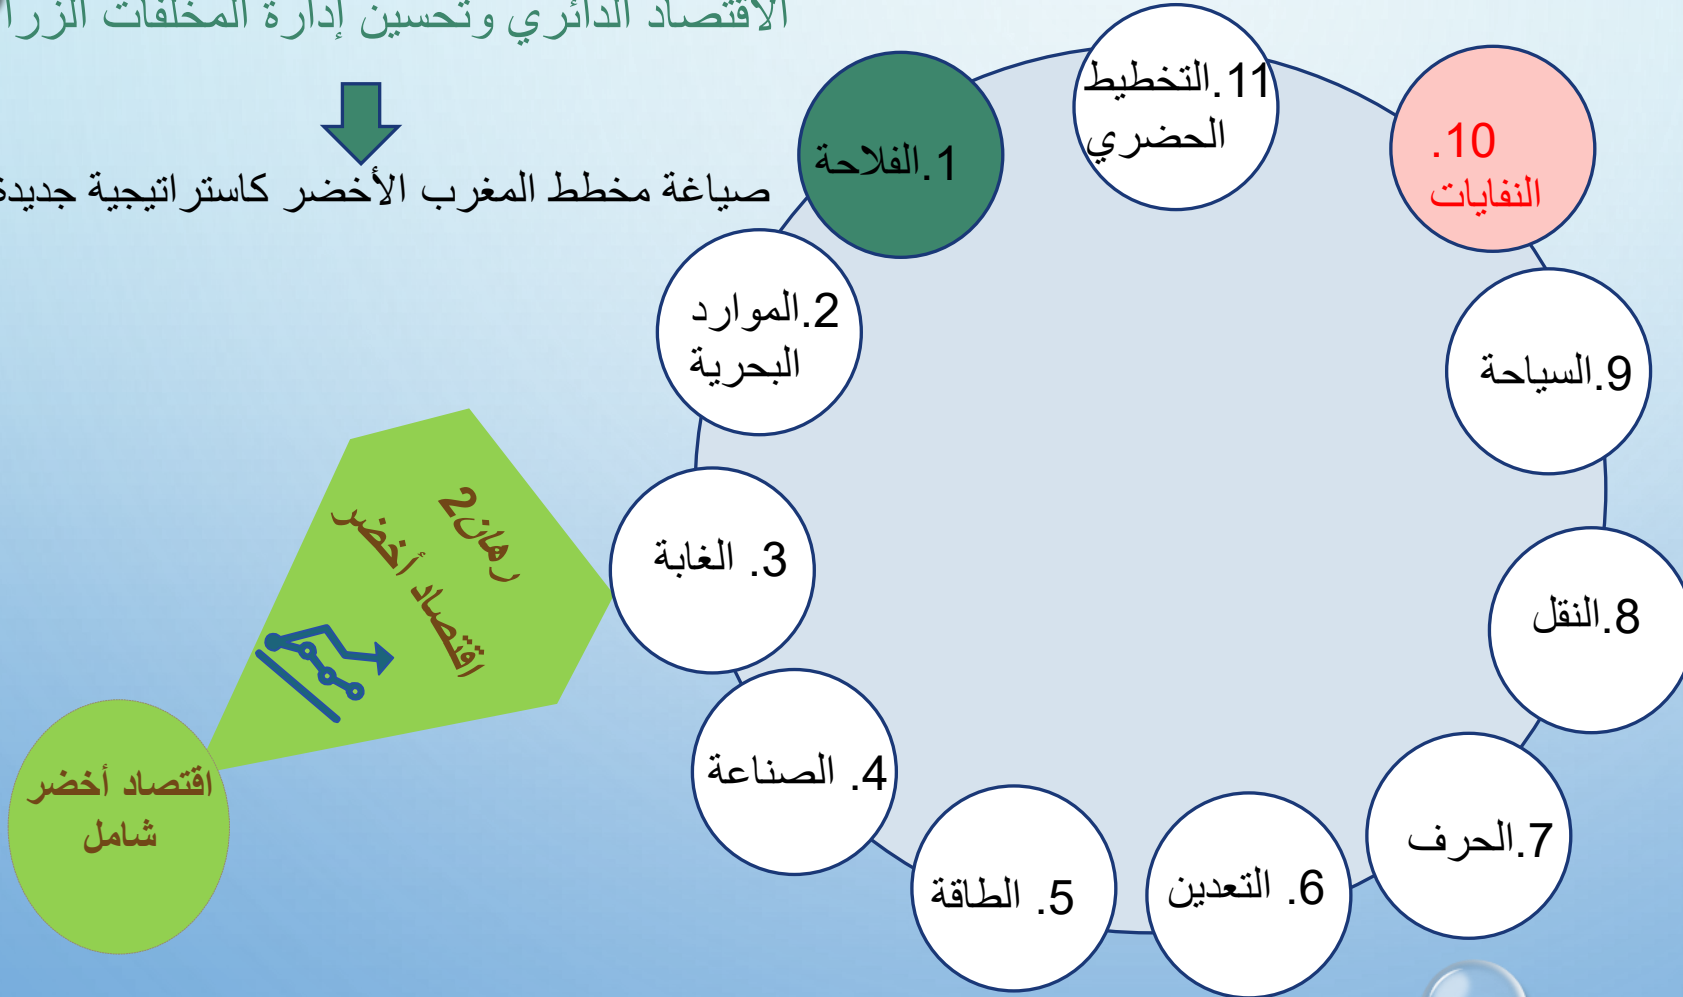 الاقتصاد الدائري وتحسين إدارة المخلفات
صياغة مخطط المغرب الأخضر كاستراتيجية جديدة
1.الفلاحة
2.الموارد
البحرية
3. الغابة
4. الصناعة
5. الطاقة
6. التعدين
7.الحرف
8.النقل
9.السياحة
10.
النفايات
11.التخطيط
الحضري
رهان2
اقتصاد أخضر
اقتصاد أخضر
شامل